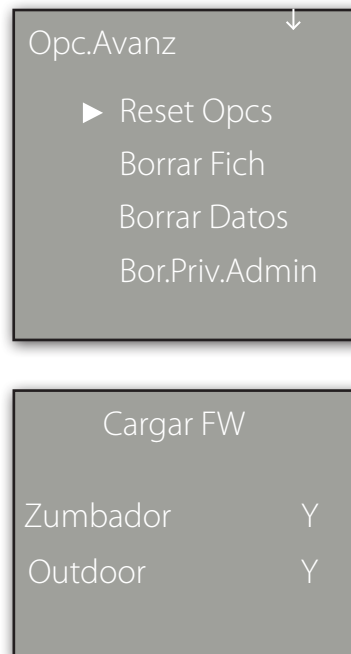 Opc.Avanz ↓
▶ Reset Opcs
Borrar Fich
Borrar Datos
Bor.Priv.Admin
Cargar FW
Zumbador Y
Outdoor Y